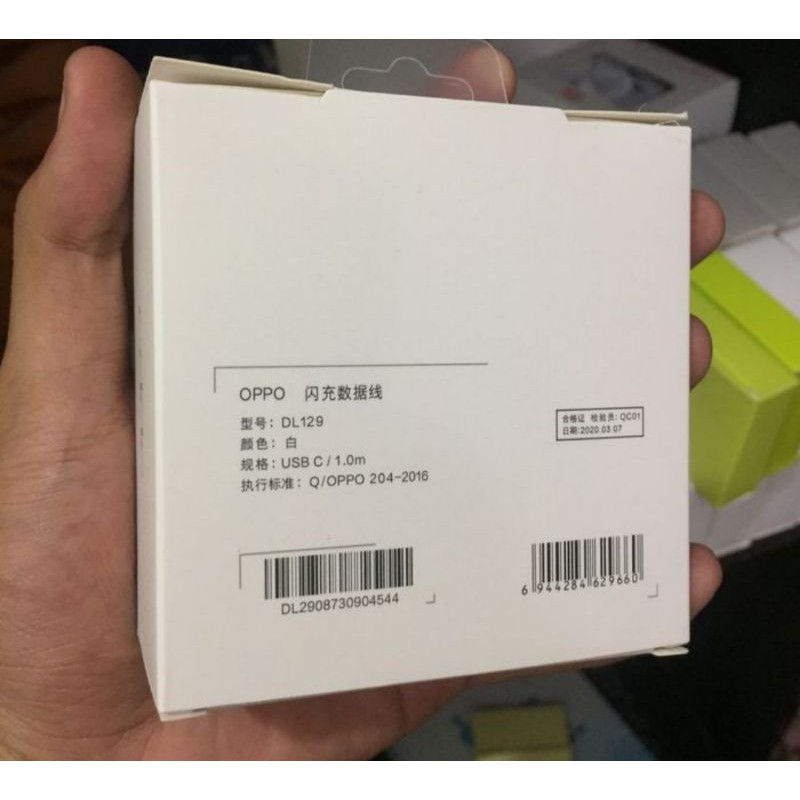 OPPO 闪充数据线
型号：DL129
颜色：白
规格：USB C / 1.0m
执行标准：Q/OPPO 204-2016
合格证 检验员：QC01
日期：2020.03.07
DL2908730904544
6 944284 629660